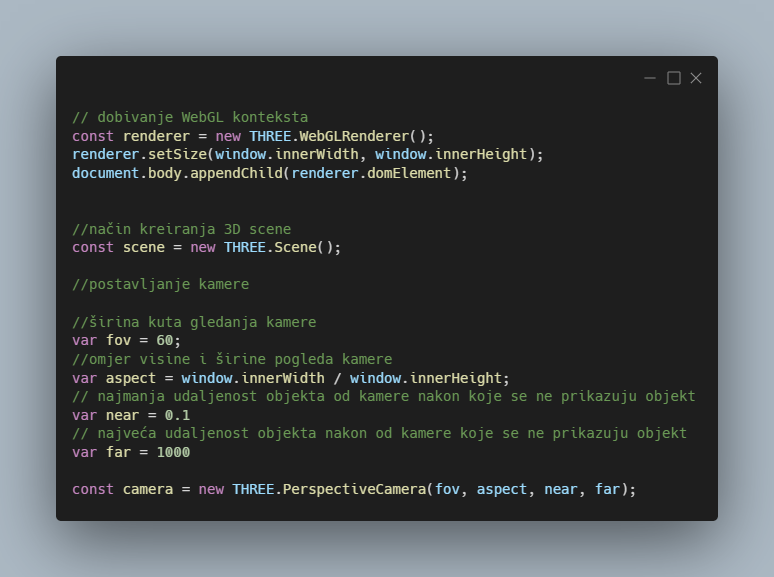 // dobivanje WebGL konteksta
const renderer = new THREE.WebGLRenderer();
renderer.setSize(window.innerWidth, window.innerHeight);
document.body.appendChild(renderer.domElement);
//način kreiranja 3D scene
const scene = new THREE.Scene();
//postavljanje kamere
//širina kuta gledanja kamere
var fov = 60;
//omjer visine i širine pogleda kamere
var aspect = window.innerWidth / window.innerHeight;
// najmanja udaljenost objekta od kamere nakon koje se ne prikazuju objekt
var near = 0.1
// najveća udaljenost objekta nakon od kamere koje se ne prikazuju objekt
var far = 1000
const camera = new THREE.PerspectiveCamera(fov, aspect, near, far);